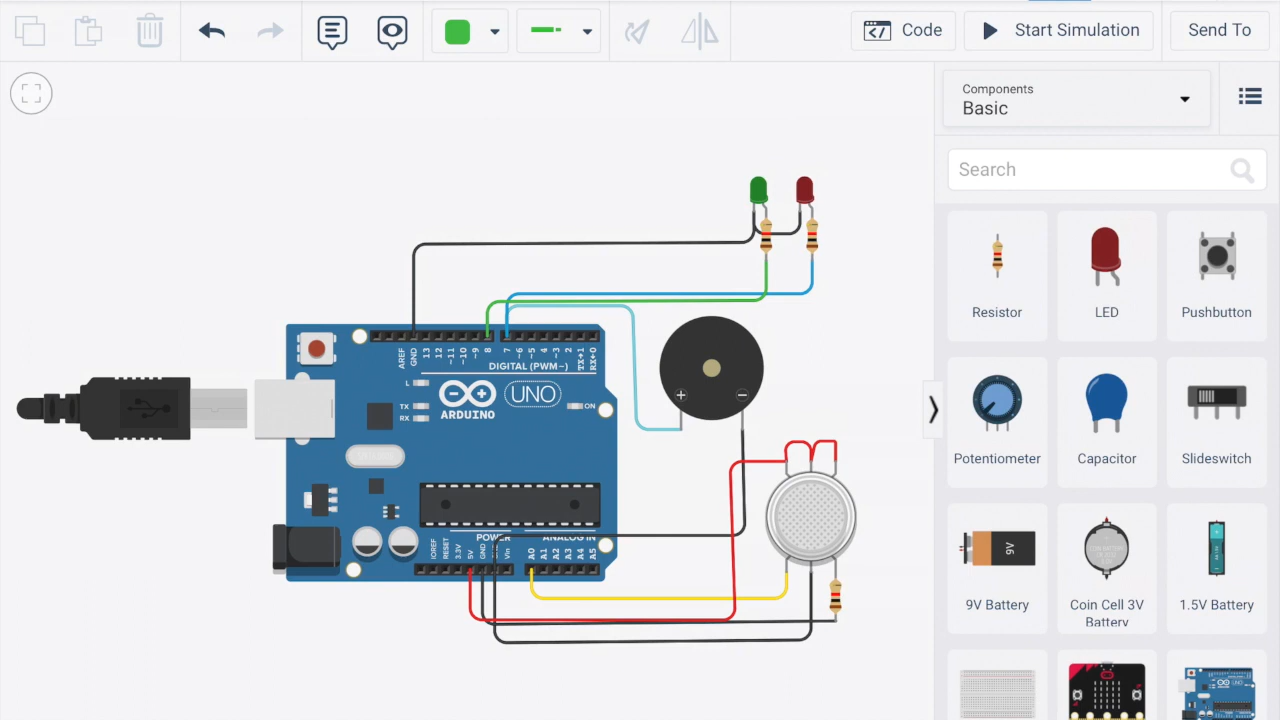 Code
Start Simulation
Send To
Components
Basic
Search
Resistor
LED
Pushbutton
Potentiometer
Capacitor
Slideswitch
9V
9V Battery
Coin Cell 3V
Battery
1.5V Battery
AREF
GND
13
12
~11
~10
~9
8
7
~6
~5
4
~3
2
TX→1
RX←0
DIGITAL (PWM~)
L
TX
RX
ARDUINO
UNO
ON
POWER
ANALOG IN
IOREF
RESET
3.3V
5V
GND
Vin
A0
A1
A2
A3
A4
A5